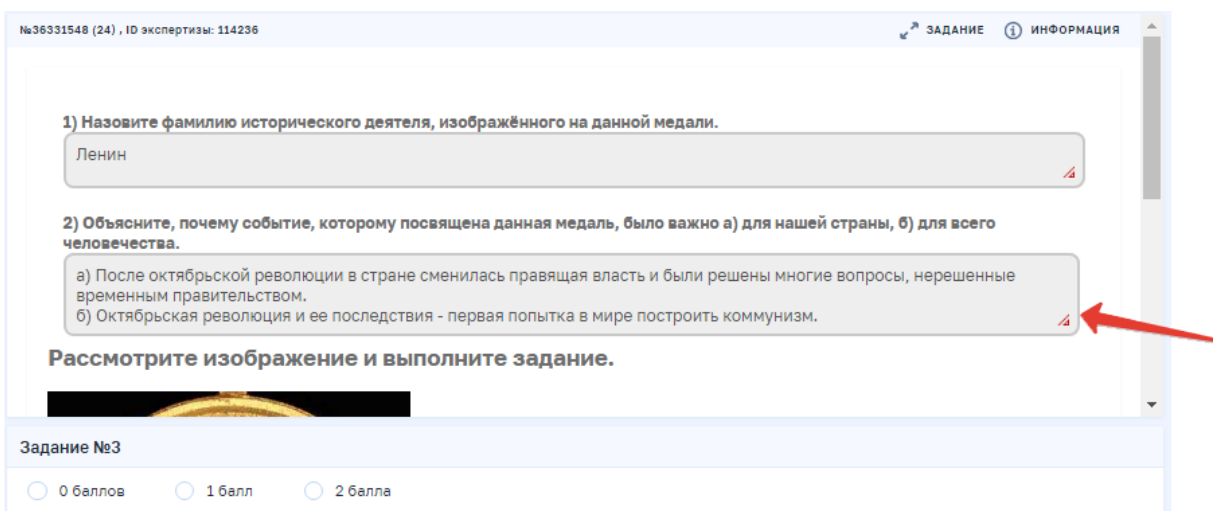 №36331548 (24) , ID экспертизы: 114236
ЗАДАНИЕ
ИНФОРМАЦИЯ
1) Назовите фамилию исторического деятеля, изображённого на данной медали.
Ленин
2) Объясните, почему событие, которому посвящена данная медаль, было важно а) для нашей страны, б) для всего
человечества.
а) После октябрьской революции в стране сменилась правящая власть и были решены многие вопросы, нерешенные
временным правительством.
б) Октябрьская революция и ее последствия - первая попытка в мире построить коммунизм.
Рассмотрите изображение и выполните задание.
Задание №3
0 баллов
1 балл
2 балла